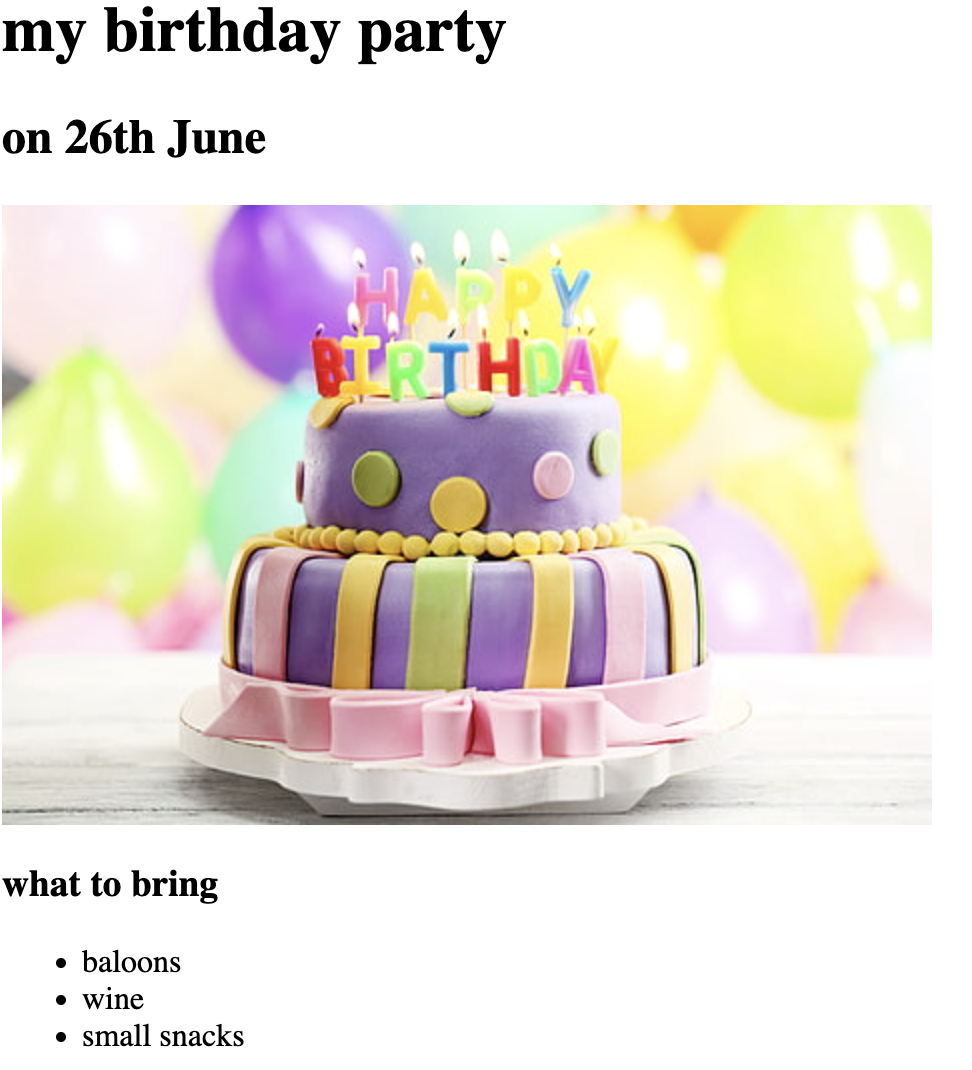 my birthday party
on 26th June
HAPPY
BIRTHDAY
what to bring
baloons
wine
small snacks